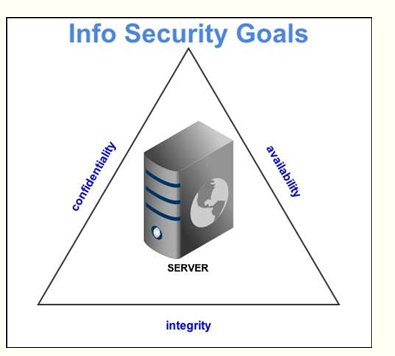 Info Security Goals
confidentiality
availability
SERVER
integrity